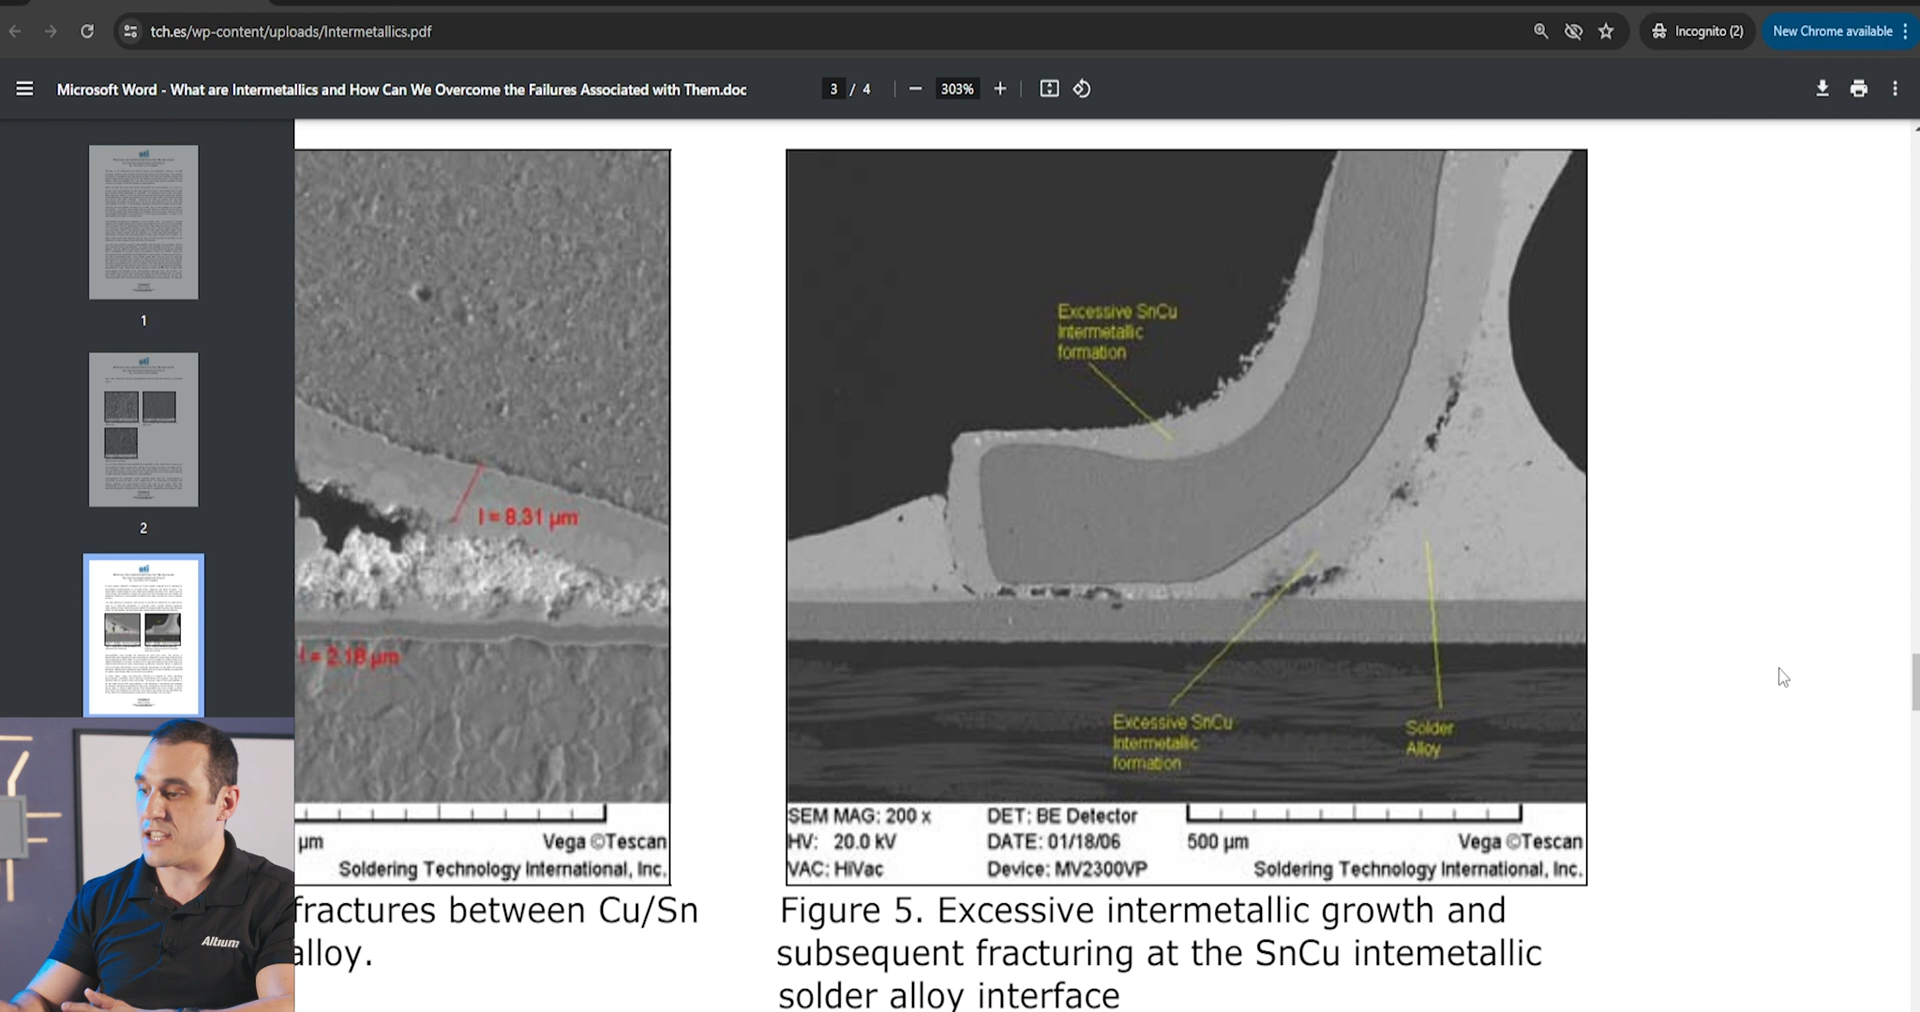 tch.es/wp-content/uploads/Intermetallics.pdf
Incognito (2)
New Chrome available
Microsoft Word - What are Intermetallics and How Can We Overcome the Failures Associated with Them.doc
3 / 4
303%
1
2
l = 8.31 µm
l = 2.18 µm
µm
Vega ©Tescan
Soldering Technology International, Inc.
fractures between Cu/Sn
alloy.
Excessive SnCu
Intermetallic
formation
Excessive SnCu
Intermetallic
formation
Solder
Alloy
SEM MAG: 200 x
DET: BE Detector
HV: 20.0 kV
DATE: 01/18/06
500 µm
Vega ©Tescan
VAC: HiVac
Device: MV2300VP
Soldering Technology International, Inc.
Figure 5. Excessive intermetallic growth and
subsequent fracturing at the SnCu intemetallic
solder alloy interface
Altium